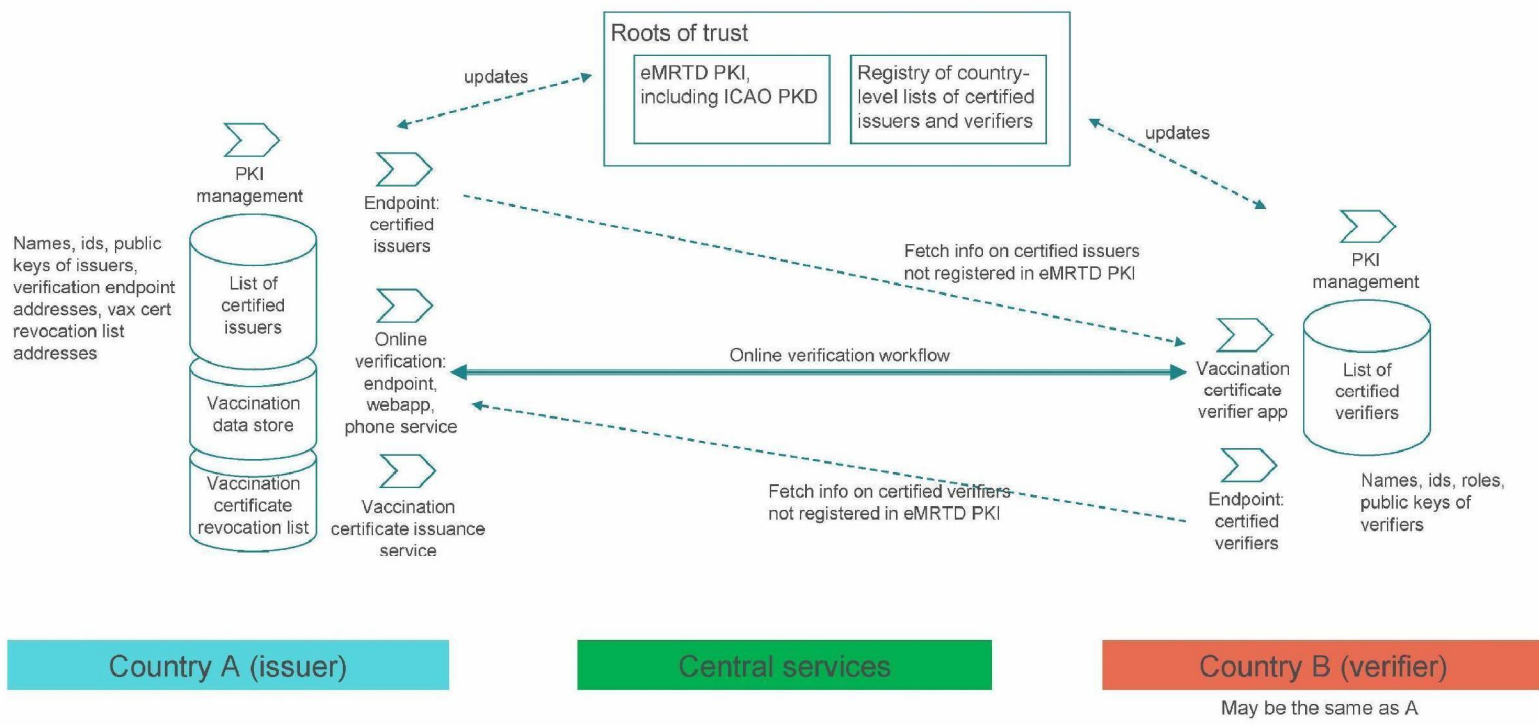 Roots of trust
eMRTD PKI,
including ICAO PKD
Registry of country-
level lists of certified
issuers and verifiers
updates
updates
PKI
management
Endpoint:
certified
issuers
Names, ids, public
keys of issuers,
verification endpoint
addresses, vax cert
revocation list
addresses
List of
certified
issuers
Fetch info on certified issuers
not registered in eMRTD PKI
PKI
management
Online
verification:
endpoint,
webapp,
phone service
Online verification workflow
Vaccination
certificate
verifier app
List of
certified
verifiers
Vaccination
data store
Vaccination
certificate
revocation list
Vaccination
certificate issuance
service
Fetch info on certified verifiers
not registered in eMRTD PKI
Endpoint:
certified
verifiers
Names, ids, roles,
public keys of
verifiers
Country A (issuer)
Central services
Country B (verifier)
May be the same as A